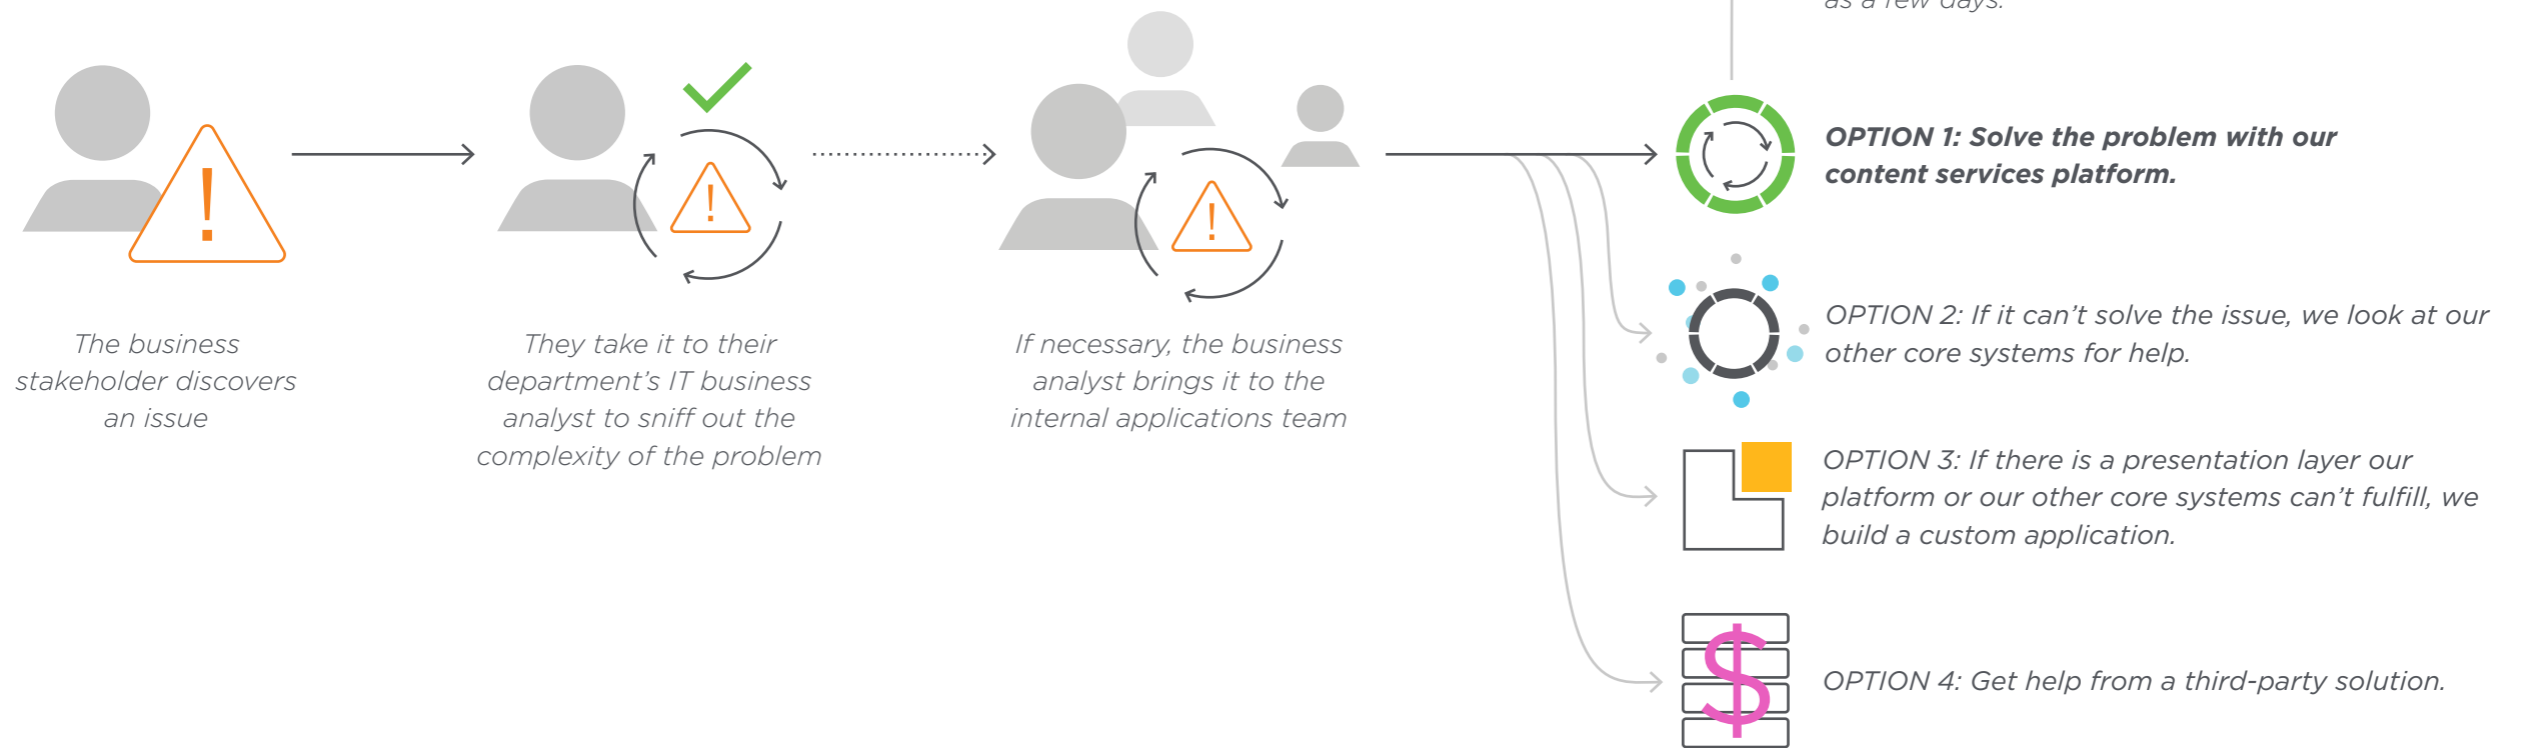 as a few days.
The business
stakeholder discovers
an issue
They take it to their
department’s IT business
analyst to sniff out the
complexity of the problem
If necessary, the business
analyst brings it to the
internal applications team
OPTION 1: Solve the problem with our
content services platform.
OPTION 2: If it can’t solve the issue, we look at our
other core systems for help.
OPTION 3: If there is a presentation layer our
platform or our other core systems can’t fulfill, we
build a custom application.
$
OPTION 4: Get help from a third-party solution.